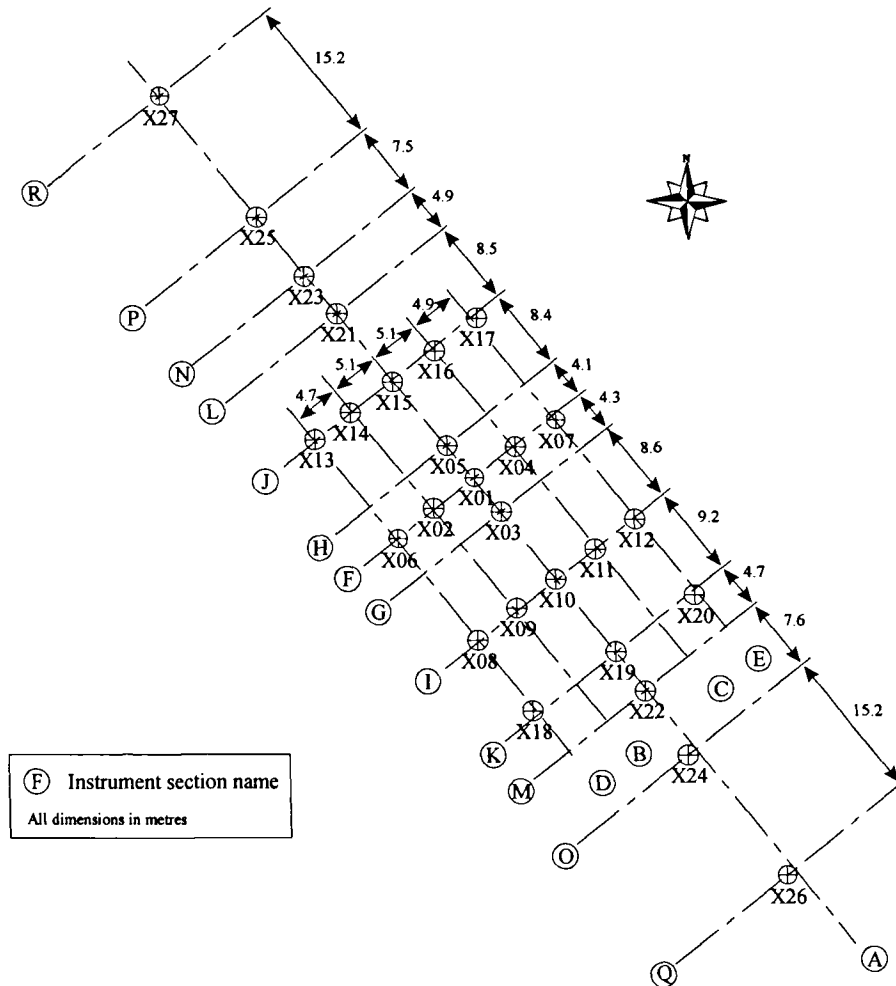 15.2
X27
7.5
R
4.9
N
X25
8.5
X23
P
4.9
X21
X17
8.4
5.1
N
X16
4.1
5.1
L
4.7
X15
4.3
X14
X07
X13
X05
X04
8.6
J
X01
X02
X03
X12
9.2
H
X06
X11
F
X10
4.7
G
X09
X20
7.6
X08
X19
E
I
X22
C
15.2
X18
K
B
X24
M
D
F Instrument section name
All dimensions in metres
O
X26
A
Q